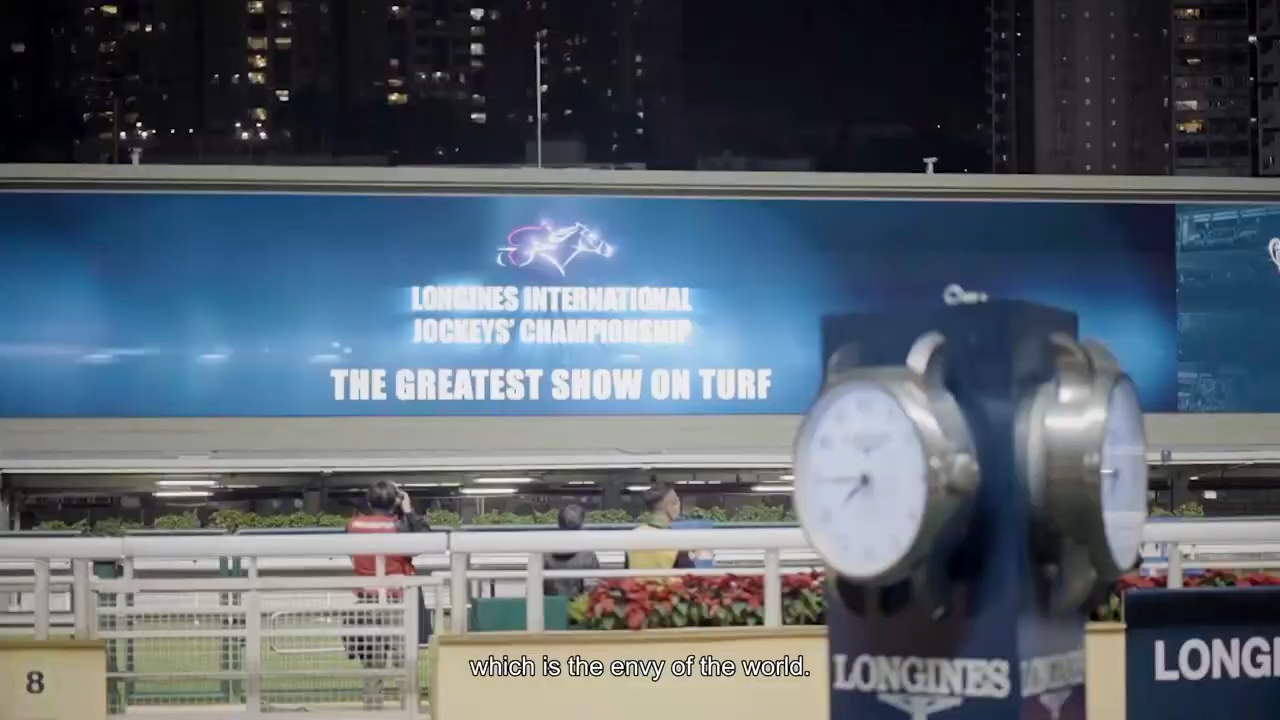 LONGINES INTERNATIONAL
JOCKEYS' CHAMPIONSHIP
THE GREATEST SHOW ON TURF
LONGINES
LONGI
8
which is the envy of the world.